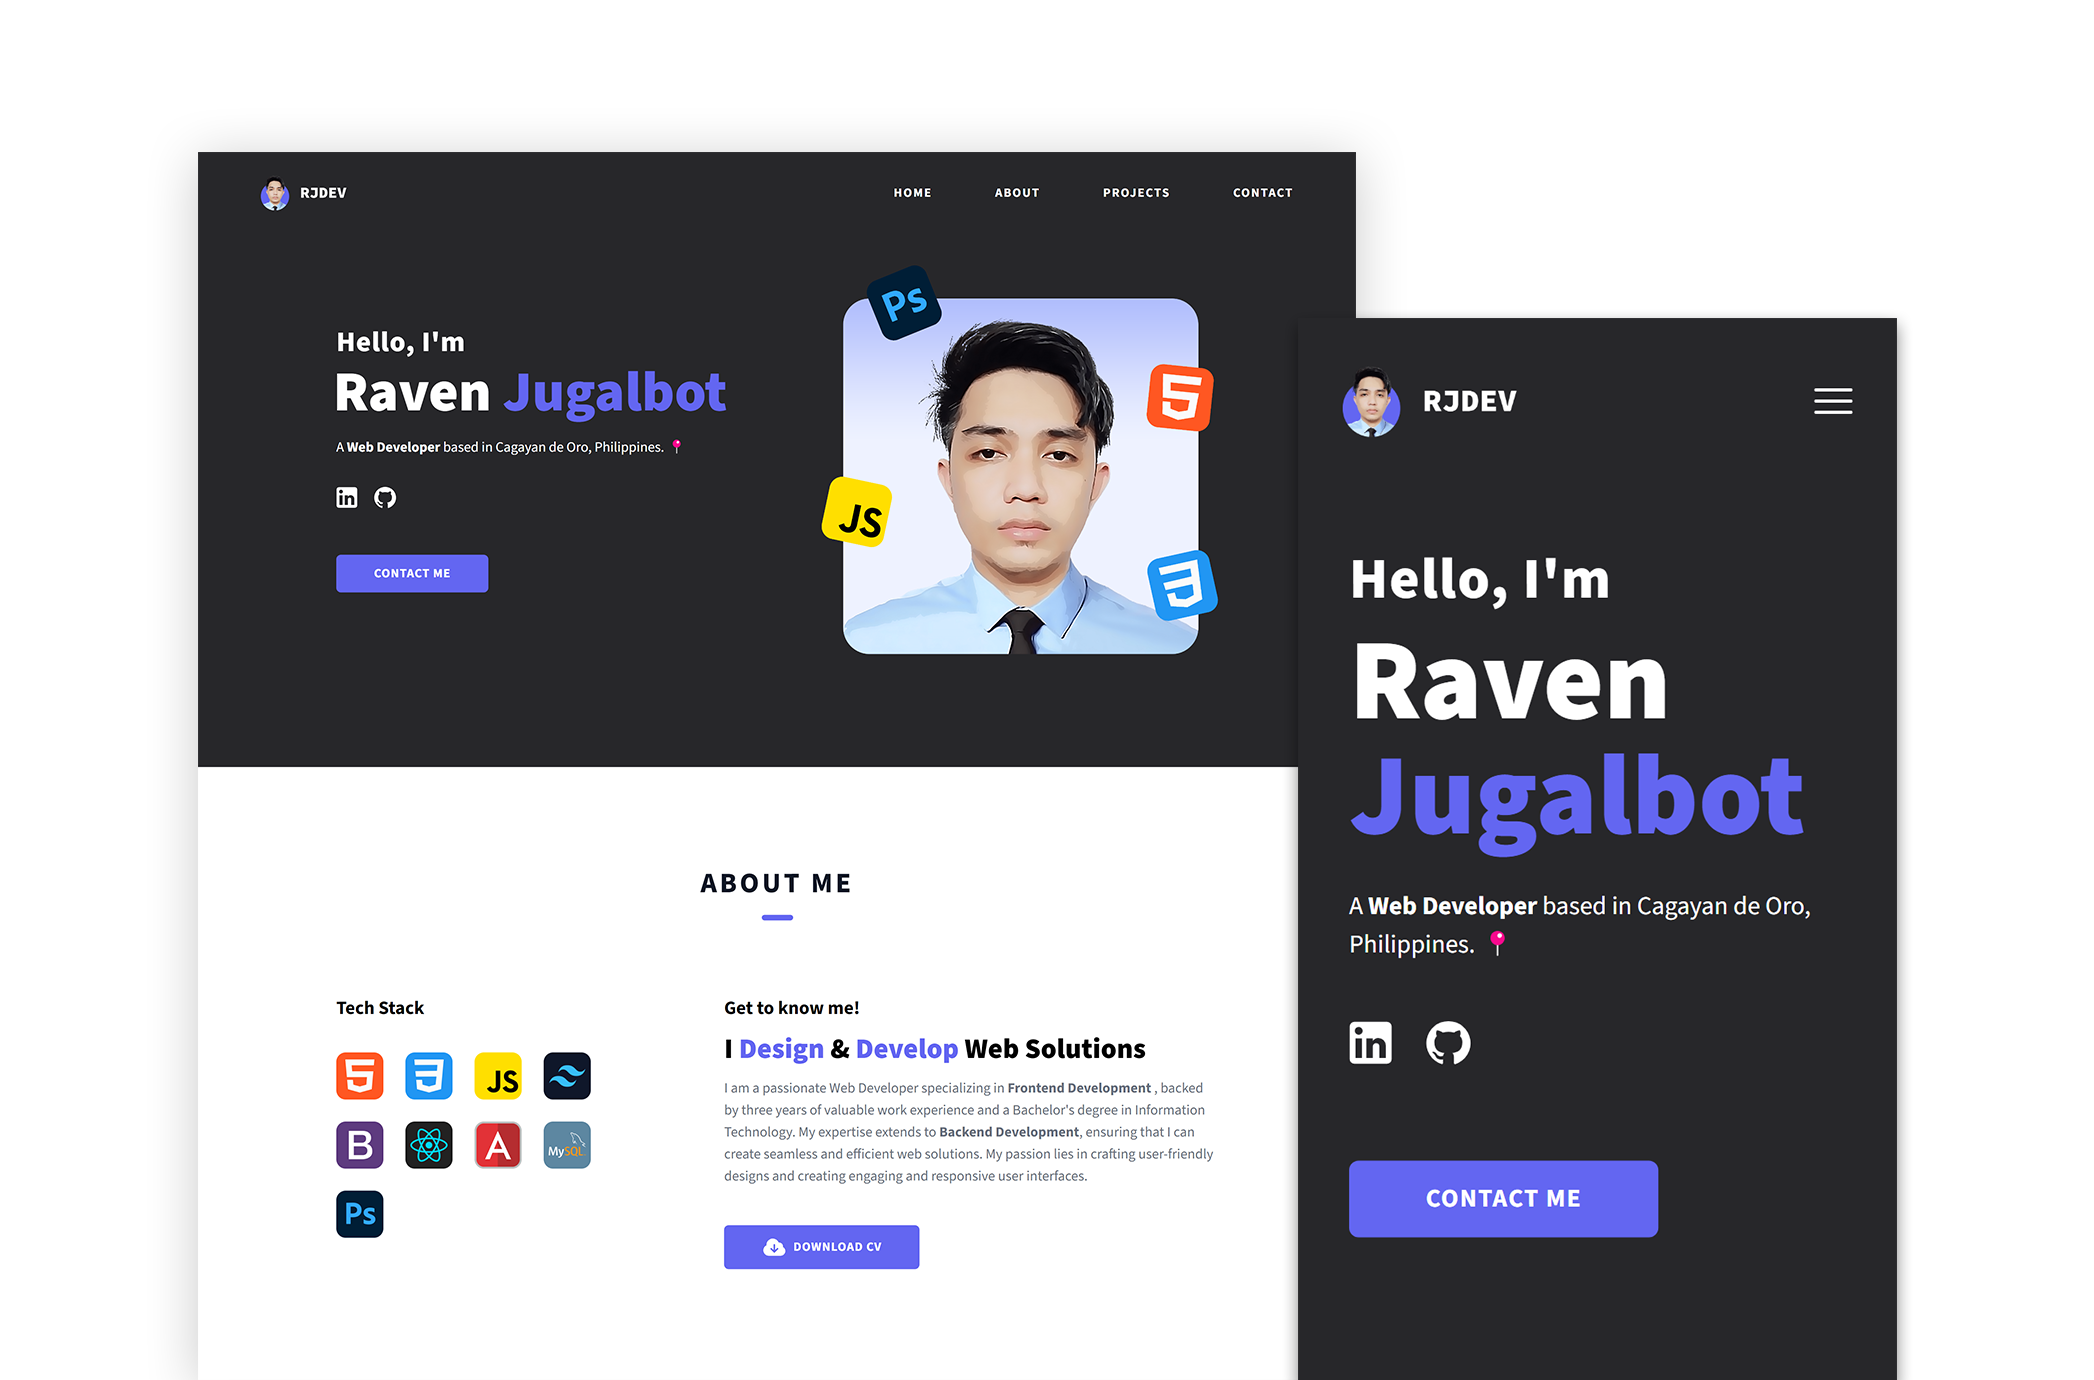 RJDEV
HOME
ABOUT
PROJECTS
CONTACT
Hello, I'm
Raven Jugalbot
A Web Developer based in Cagayan de Oro, Philippines.
in
CONTACT ME
Ps
JS
ABOUT ME
Tech Stack
JS
B
A
MySQL
Ps
Get to know me!
I Design & Develop Web Solutions
I am a passionate Web Developer specializing in Frontend Development , backed
by three years of valuable work experience and a Bachelor's degree in Information
Technology. My expertise extends to Backend Development, ensuring that I can
create seamless and efficient web solutions. My passion lies in crafting user-friendly
designs and creating engaging and responsive user interfaces.
DOWNLOAD CV
RJDEV
Hello, I'm
Raven
Jugalbot
A Web Developer based in Cagayan de Oro,
Philippines.
in
CONTACT ME